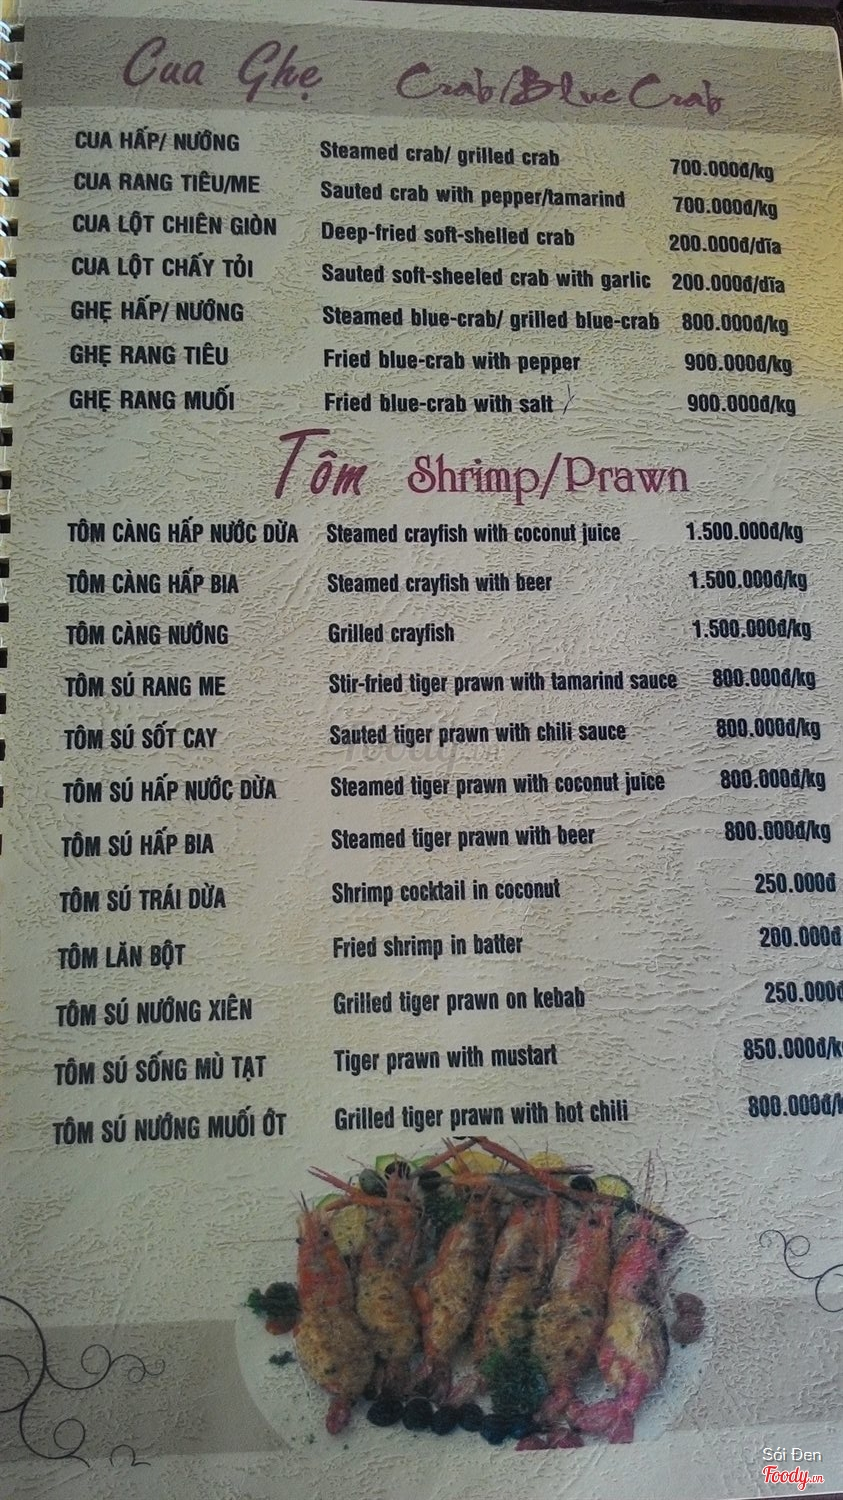 Cua Ghẹ Crab/Blue Crab
CUA HẤP/ NƯỚNG Steamed crab/ grilled crab 700.000đ/kg
CUA RANG TIÊU/ME Sauted crab with pepper/tamarind 700.000đ/kg
CUA LỘT CHIÊN GIÒN Deep-fried soft-shelled crab 200.000đ/dĩa
CUA LỘT CHẤY TỎI Sauted soft-sheeled crab with garlic 200.000đ/dĩa
GHẸ HẤP/ NƯỚNG Steamed blue-crab/ grilled blue-crab 800.000đ/kg
GHẸ RANG TIÊU Fried blue-crab with pepper 900.000đ/kg
GHẸ RANG MUỐI Fried blue-crab with salt 900.000đ/kg
Tôm Shrimp/Prawn
TÔM CÀNG HẤP NƯỚC DỪA Steamed crayfish with coconut juice 1.500.000đ/kg
TÔM CÀNG HẤP BIA Steamed crayfish with beer 1.500.000đ/kg
TÔM CÀNG NƯỚNG Grilled crayfish 1.500.000đ/kg
TÔM SÚ RANG ME Stir-fried tiger prawn with tamarind sauce 800.000đ/kg
TÔM SÚ SỐT CAY Sauted tiger prawn with chili sauce 800.000đ/kg
TÔM SÚ HẤP NƯỚC DỪA Steamed tiger prawn with coconut juice 800.000đ/kg
TÔM SÚ HẤP BIA Steamed tiger prawn with beer 800.000đ/kg
TÔM SÚ TRÁI DỪA Shrimp cocktail in coconut 250.000đ
TÔM LĂN BỘT Fried shrimp in batter 200.000đ
TÔM SÚ NƯỚNG XIÊN Grilled tiger prawn on kebab 250.000đ
TÔM SÚ SỐNG MÙ TẠT Tiger prawn with mustart 850.000đ/k
TÔM SÚ NƯỚNG MUỐI ỚT Grilled tiger prawn with hot chili 800.000đ/k
Sói Đen
Foody.vn